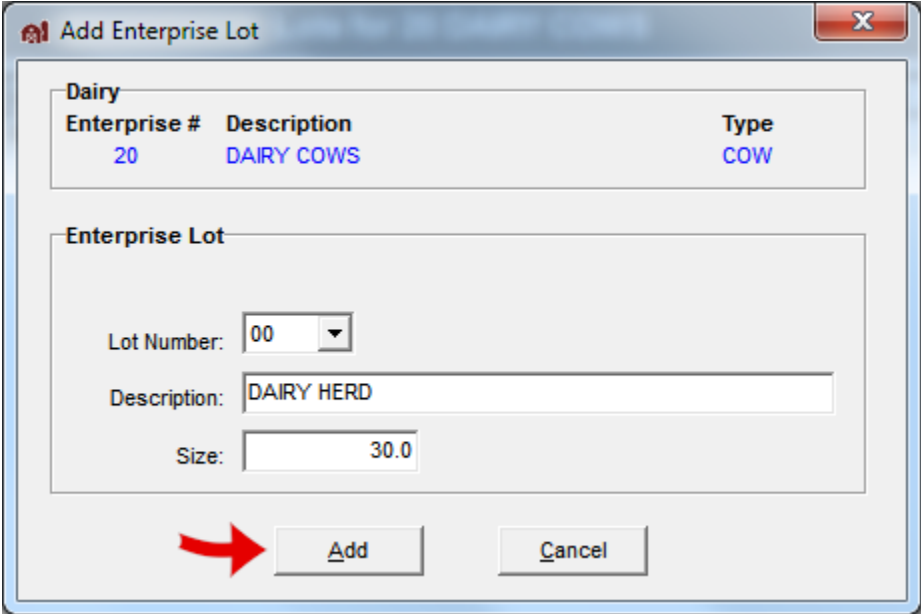 Add Enterprise Lot
Dairy
Enterprise # Description Type
20 DAIRY COWS COW
Enterprise Lot
Lot Number: 00
Description: DAIRY HERD
Size: 30.0
Add Cancel